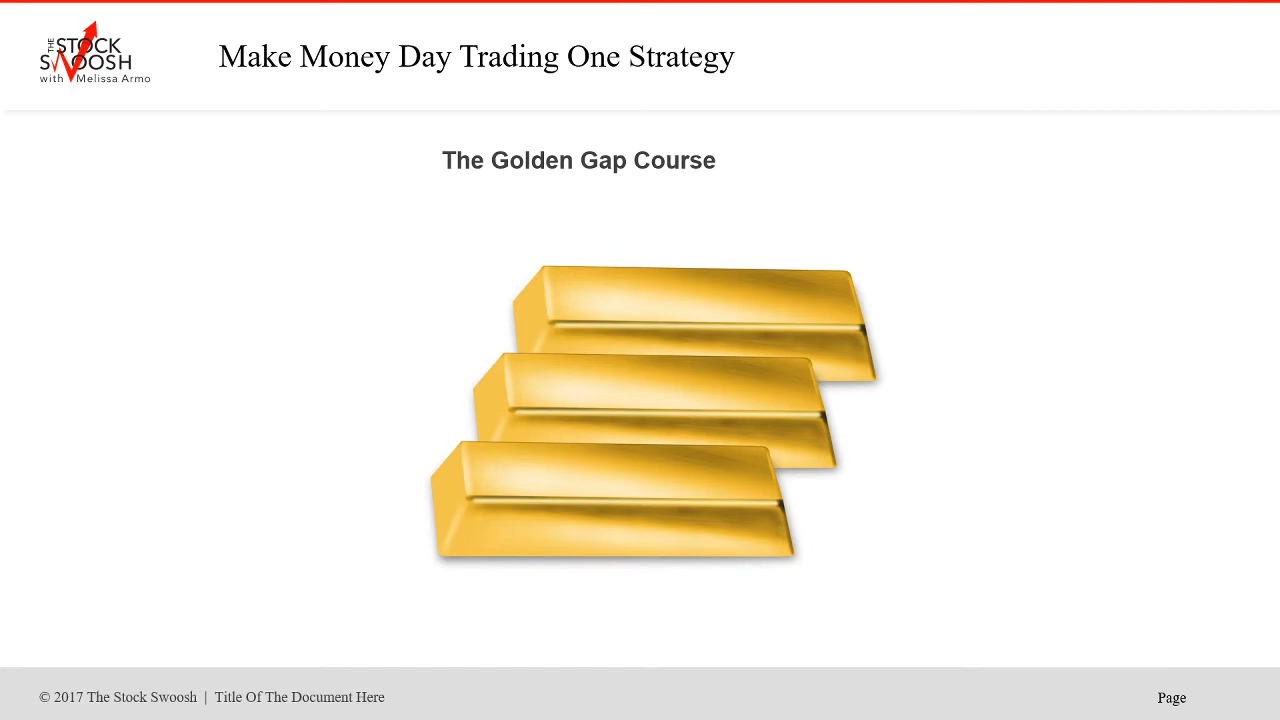 THE STOCK
SWOOSH
with Melissa Armo
Make Money Day Trading One Strategy
The Golden Gap Course
© 2017 The Stock Swoosh | Title Of The Document Here
Page